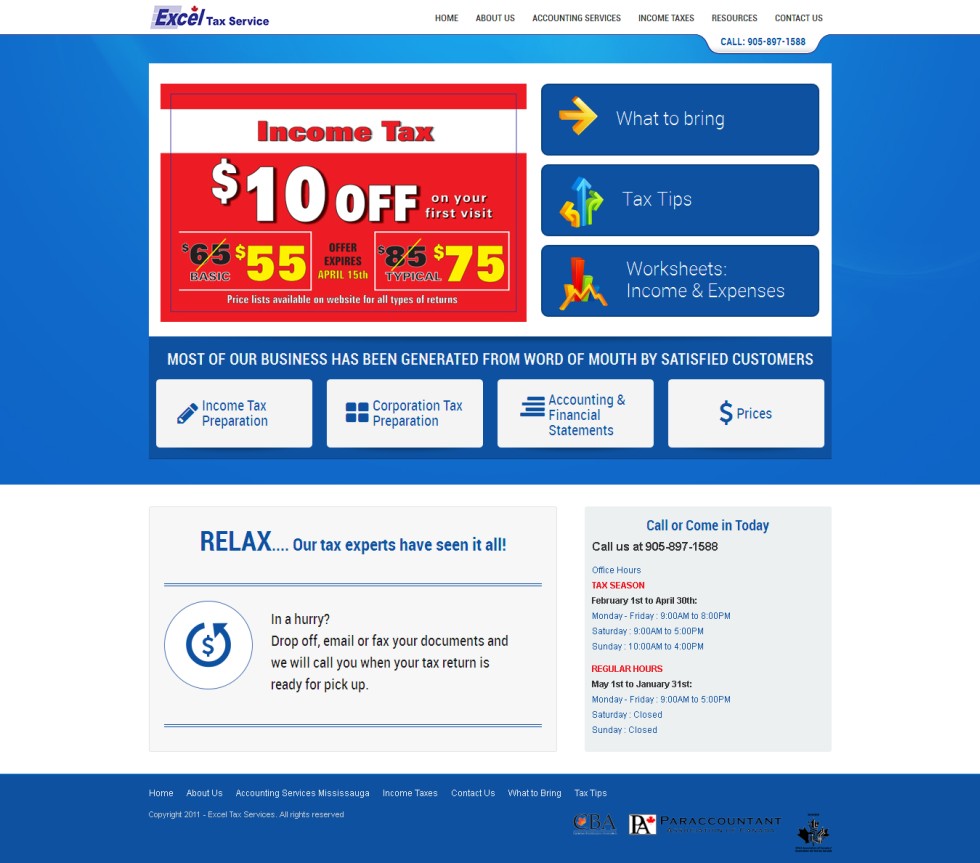 Excel Tax Service
HOME ABOUT US ACCOUNTING SERVICES INCOME TAXES RESOURCES CONTACT US
CALL: 905-897-1588
Income Tax
$10 OFF on your
first visit
$65 $55
BASIC
OFFER
EXPIRES
APRIL 15th
$85 $75
TYPICAL
Price lists available on website for all types of returns
What to bring
Tax Tips
Worksheets:
Income & Expenses
MOST OF OUR BUSINESS HAS BEEN GENERATED FROM WORD OF MOUTH BY SATISFIED CUSTOMERS
Income Tax
Preparation
Corporation Tax
Preparation
Accounting &
Financial
Statements
$ Prices
RELAX.... Our tax experts have seen it all!
$
In a hurry?
Drop off, email or fax your documents and
we will call you when your tax return is
ready for pick up.
Call or Come in Today
Call us at 905-897-1588
Office Hours
TAX SEASON
February 1st to April 30th:
Monday - Friday : 9:00AM to 8:00PM
Saturday : 9:00AM to 5:00PM
Sunday : 10:00AM to 4:00PM
REGULAR HOURS
May 1st to January 31st:
Monday - Friday : 9:00AM to 5:00PM
Saturday : Closed
Sunday : Closed
Home About Us Accounting Services Mississauga Income Taxes Contact Us What to Bring Tax Tips
Copyright 2011 - Excel Tax Services. All rights reserved
CBA
PA PARACCOUNTANT